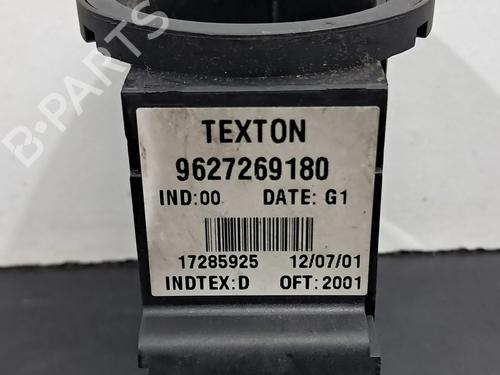 B-PARTS
TEXTON
9627269180
IND:00 DATE: G1
17285925 12/07/01
INDTEX:D OFT:2001